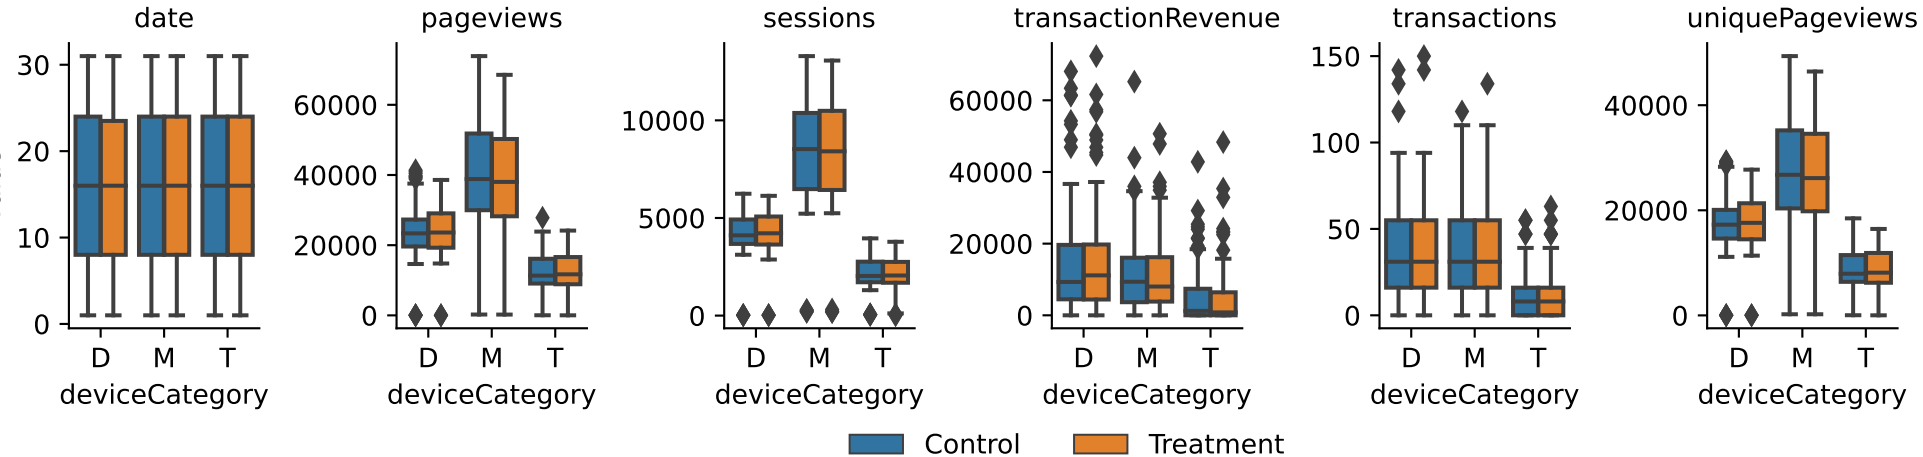 date pageviews sessions transactionRevenue transactions uniquePageviews
30 20 10 0
60000 40000 20000 0
10000 5000 0
60000 40000 20000 0
150 100 50 0
40000 20000 0
D M T D M T D M T D M T D M T D M T
deviceCategory deviceCategory deviceCategory deviceCategory deviceCategory deviceCategory
Control Treatment